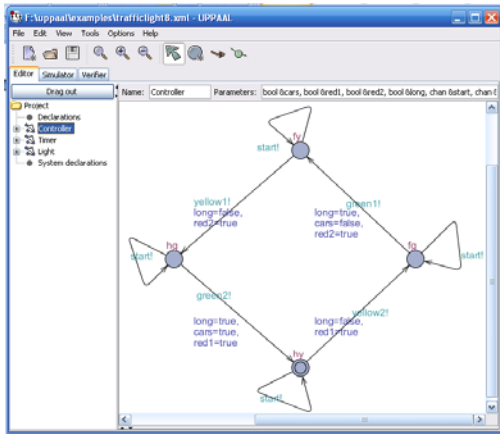 F:\uppaal\examples\trafficlight8.xml - UPPAAL
File Edit View Tools Options Help
Editor Simulator Verifier
Drag out
Name: Controller Parameters: bool &cars, bool &red1, bool &red2, bool &long, chan &start, chan &
Project
Declarations
Controller
Timer
Light
System declarations
fy
start!
yellow1!
long=false,
red2=true
green1!
long=true,
cars=false,
red2=true
hg
start!
fg
start!
green2!
long=true,
cars=true,
red1=true
yellow2!
long=false,
red1=true
hy
start!